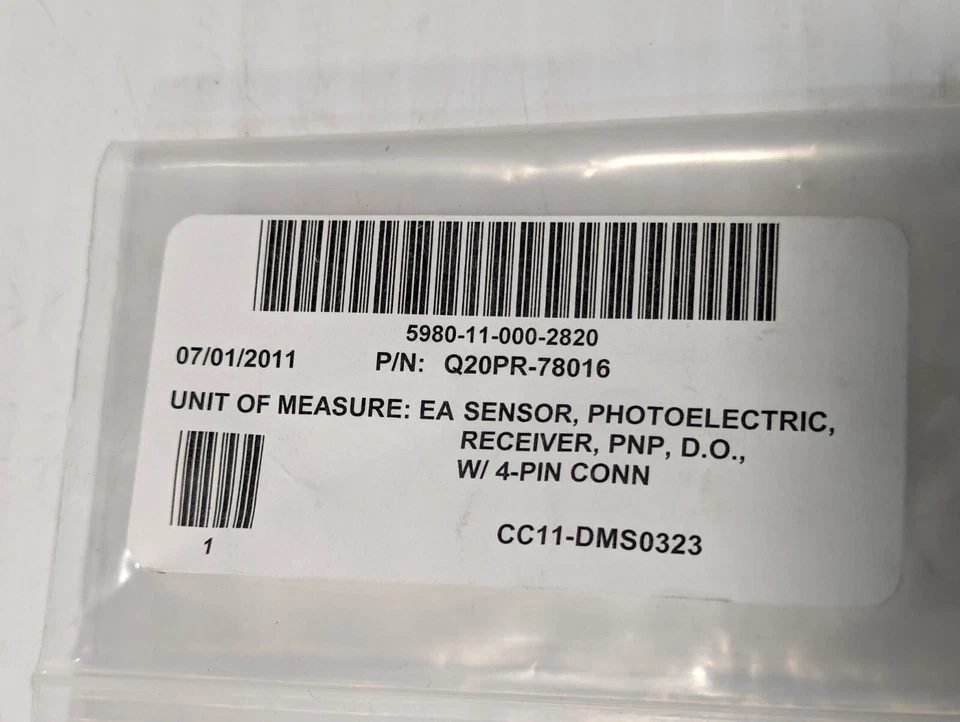 5980-11-000-2820
07/01/2011 P/N: Q20PR-78016
UNIT OF MEASURE: EA SENSOR, PHOTOELECTRIC,
RECEIVER, PNP, D.O.,
W/ 4-PIN CONN
1 CC11-DMS0323